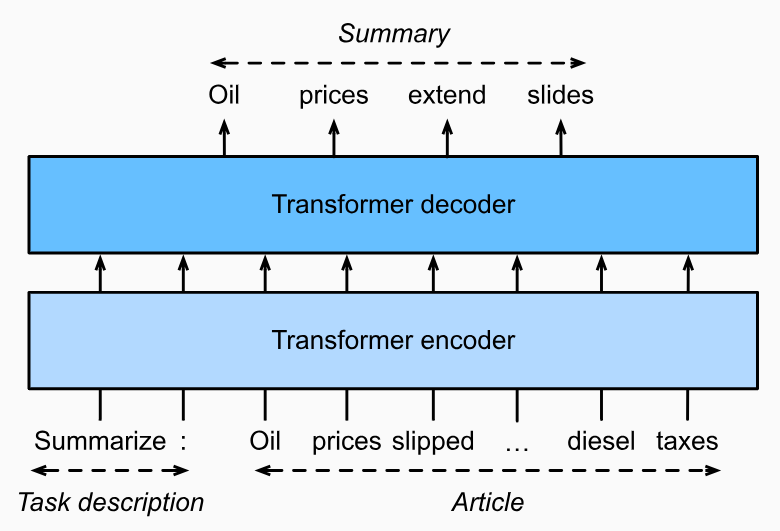 Summary
Oil prices extend slides
Transformer decoder
Transformer encoder
Summarize : Oil prices slipped … diesel taxes
Task description Article